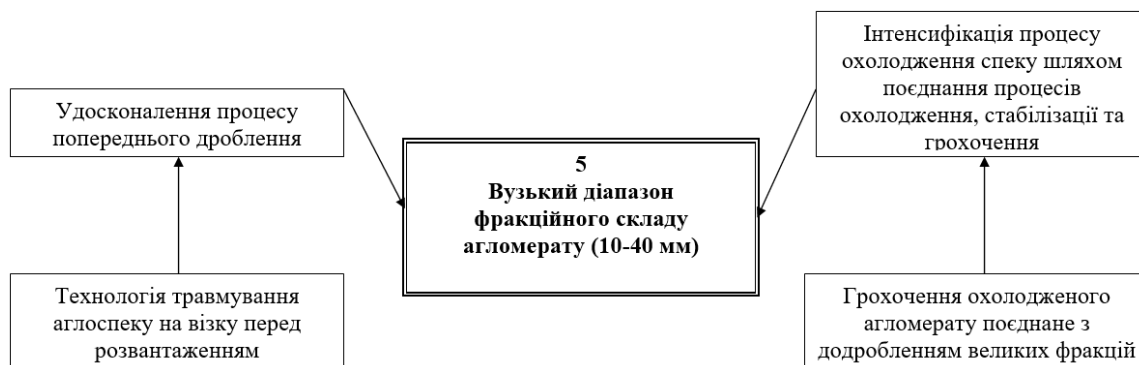 Удосконалення процесу
попереднього дроблення
Технологія травмування
аглоспеку на візку перед
розвантаженням
5
Вузький діапазон
фракційного складу
агломерату (10-40 мм)
Інтенсифікація процесу
охолодження спеку шляхом
поєднання процесів
охолодження, стабілізації та
грохочення
Грохочення охолодженого
агломерату поєднане з
додробленням великих фракцій